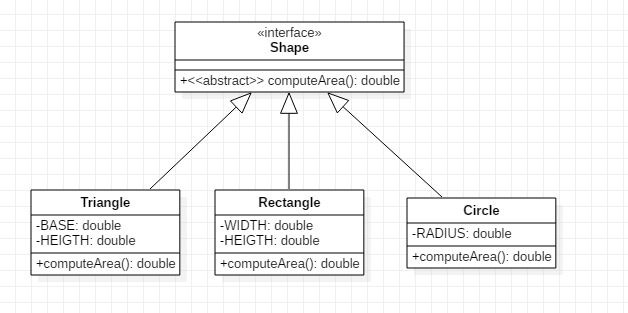 «interface»
Shape
+<<abstract>> computeArea(): double
Triangle
-BASE: double
-HEIGTH: double
+computeArea(): double
Rectangle
-WIDTH: double
-HEIGTH: double
+computeArea(): double
Circle
-RADIUS: double
+computeArea(): double